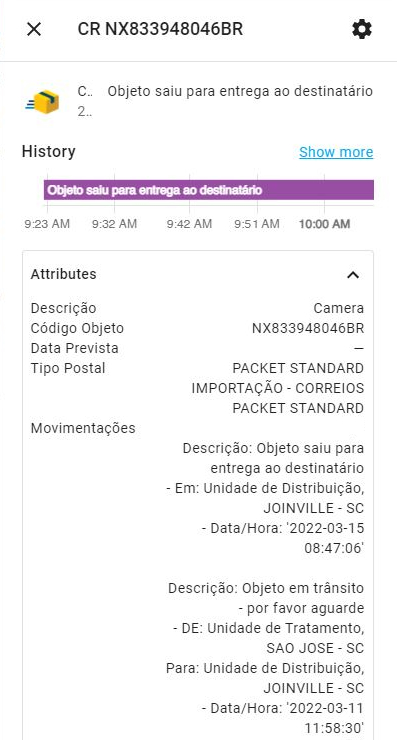 CR NX833948046BR
C.. Objeto saiu para entrega ao destinatário
2..
History Show more
Objeto saiu para entrega ao destinatário
9:23 AM 9:32 AM 9:42 AM 9:51 AM 10:00 AM
Attributes
Descrição Camera
Código Objeto NX833948046BR
Data Prevista —
Tipo Postal PACKET STANDARD
IMPORTAÇÃO - CORREIOS
PACKET STANDARD
Movimentações
Descrição: Objeto saiu para
entrega ao destinatário
- Em: Unidade de Distribuição,
JOINVILLE - SC
- Data/Hora: '2022-03-15
08:47:06'
Descrição: Objeto em trânsito
- por favor aguarde
- DE: Unidade de Tratamento,
SAO JOSE - SC
Para: Unidade de Distribuição,
JOINVILLE - SC
- Data/Hora: '2022-03-11
11:58:30'